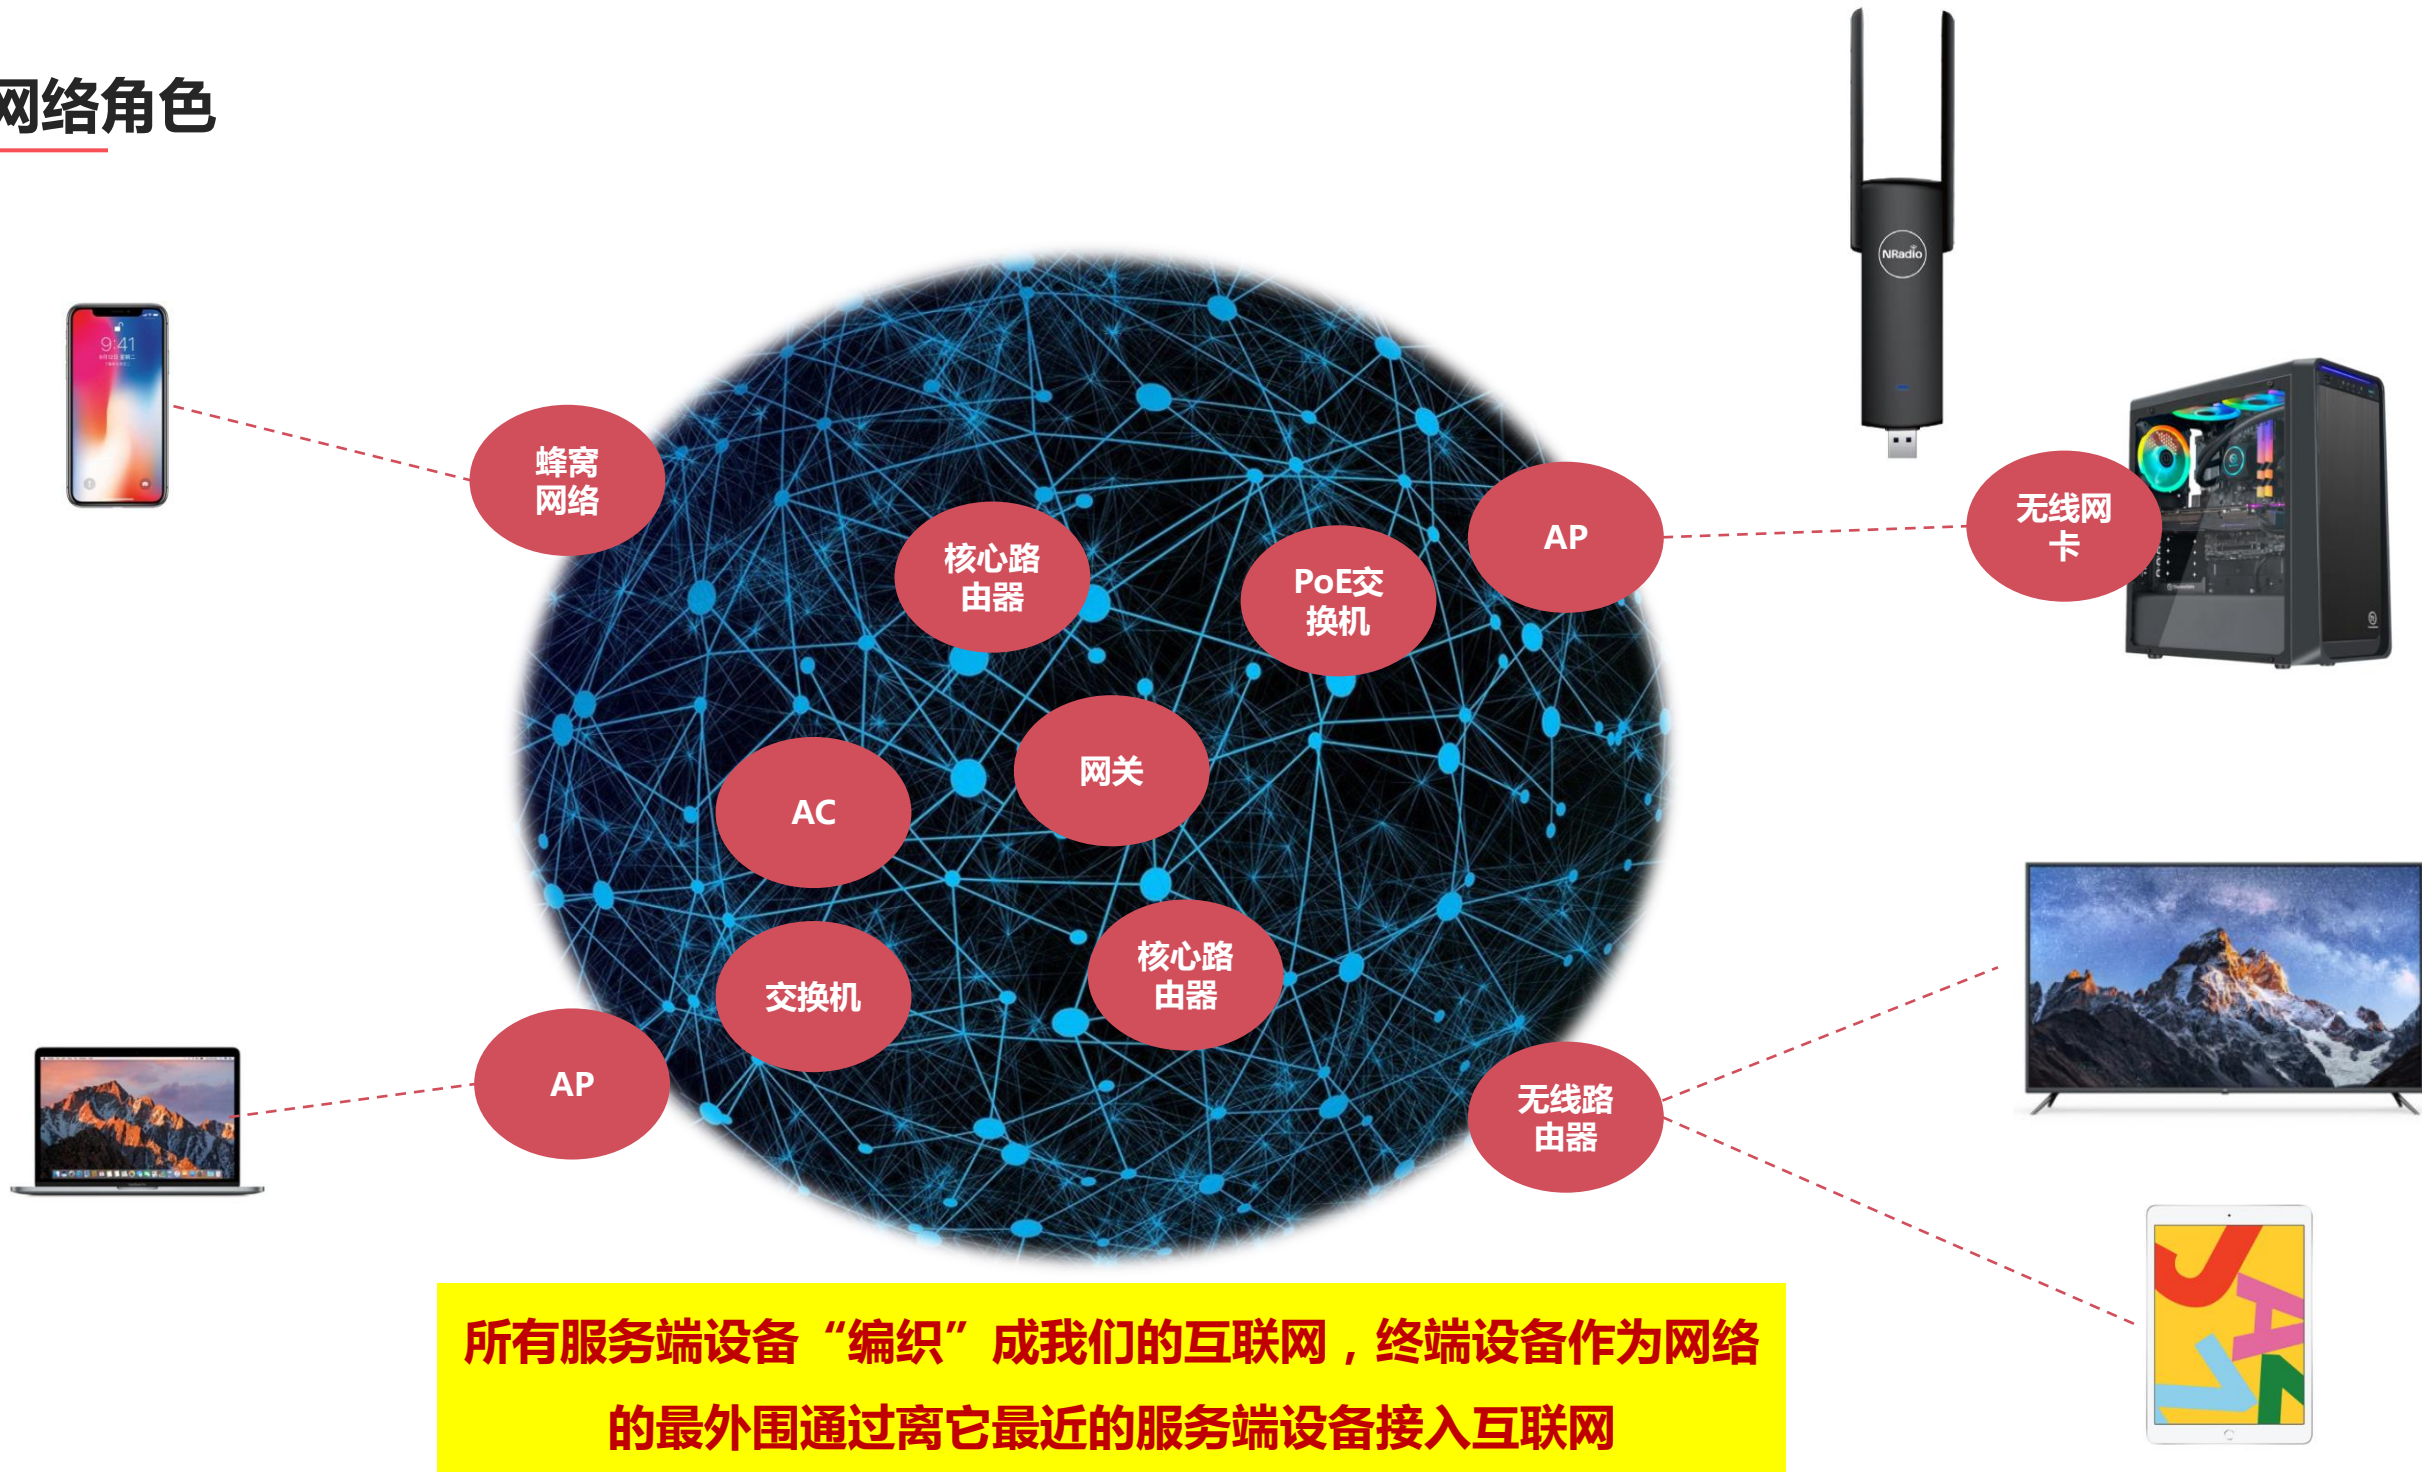 网络角色
NRadio
9:41
蜂窝
网络
核心路
由器
PoE交
换机
AP
无线网
卡
网关
AC
核心路
由器
交换机
AP
无线路
由器
所有服务端设备“编织”成我们的互联网，终端设备作为网络
的最外围通过离它最近的服务端设备接入互联网